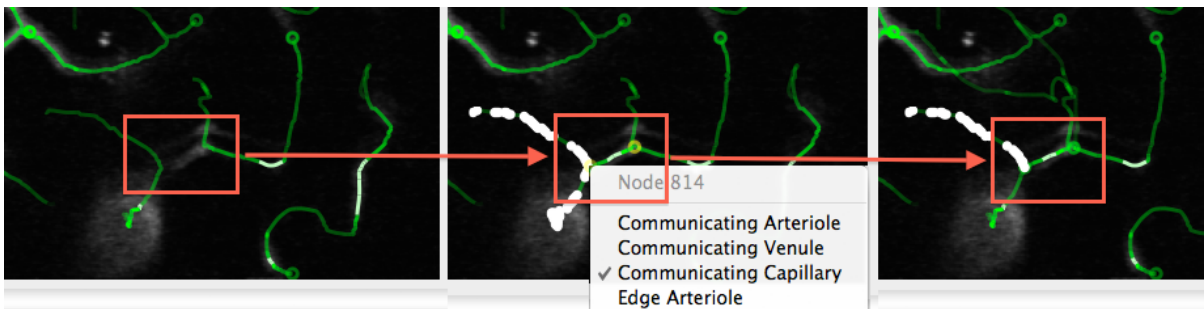 Node 814
Communicating Arteriole
Communicating Venule
✓ Communicating Capillary
Edge Arteriole